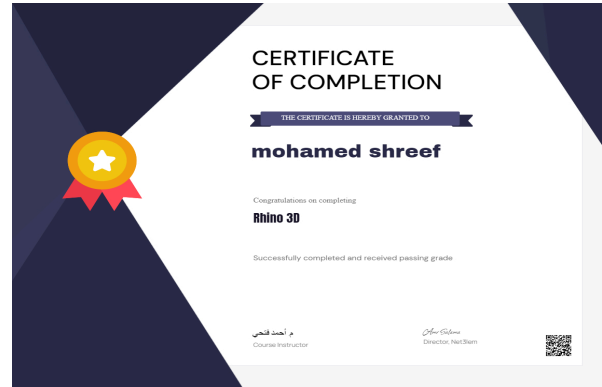 CERTIFICATE
OF COMPLETION
THE CERTIFICATE IS HEREBY GRANTED TO
mohamed shreef
Congratulations on completing
Rhino 3D
Successfully completed and received passing grade
م. أحمد فتحي
Course Instructor
Director, Net3lem